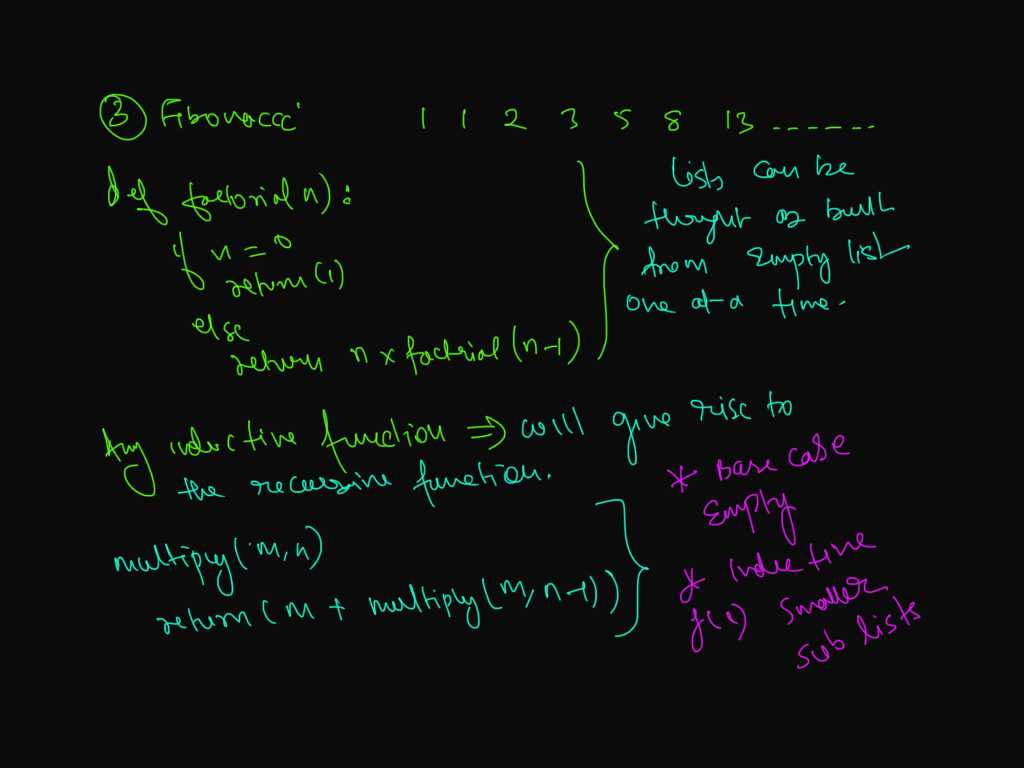 ③ Fibonacci 1 1 2 3 5 8 13 ......
def factorial n):
if n = 0
return (1)
else
return n x factorial (n-1)
lists can be
thought as built
from empty list
one at-a time.
Any inductive function ⇒ will give rise to
the recursive function.
multiply(m,n)
return (m + multiply(m, n-1))
* Base case
Empty
* Inductive
f(l) smaller
sub lists